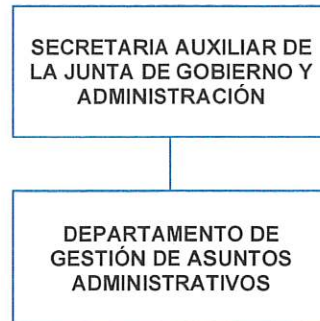 SECRETARIA AUXILIAR DE
LA JUNTA DE GOBIERNO Y
ADMINISTRACIÓN
DEPARTAMENTO DE
GESTIÓN DE ASUNTOS
ADMINISTRATIVOS